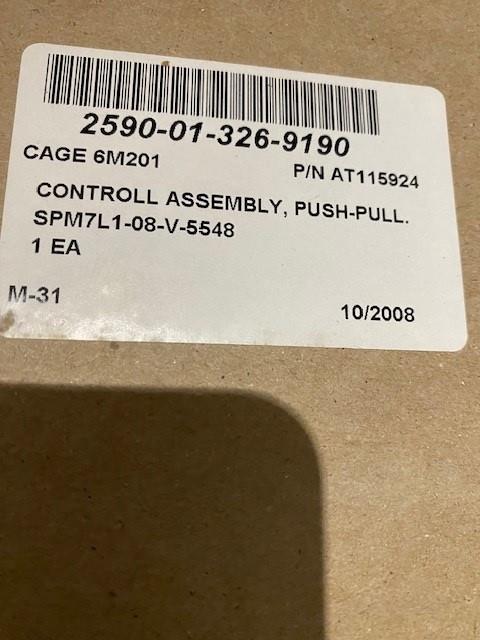 2590-01-326-9190
CAGE 6M201
P/N AT115924
CONTROLL ASSEMBLY, PUSH-PULL.
SPM7L1-08-V-5548
1 EA
M-31
10/2008